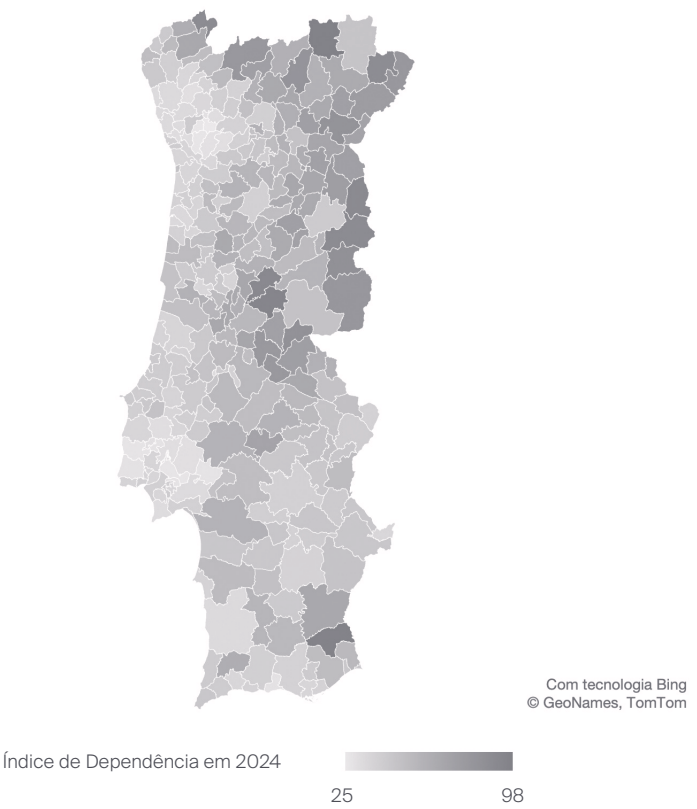 Com tecnologia Bing
© GeoNames, TomTom
Índice de Dependência em 2024
25
98